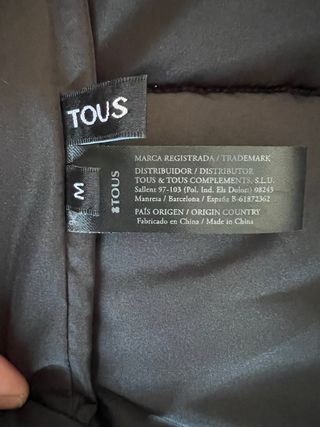 TOUS
M
TOUS
MARCA REGISTRADA / TRADEMARK
DISTRIBUIDOR / DISTRIBUTOR
TOUS & TOUS COMPLEMENTS, S.L.U.
Sallent 97-103 (Pol. Ind. Els Dolors) 08243
Manresa / Barcelona / España B-61872362
PAÍS ORIGEN / ORIGIN COUNTRY
Fabricado en China / Made in China